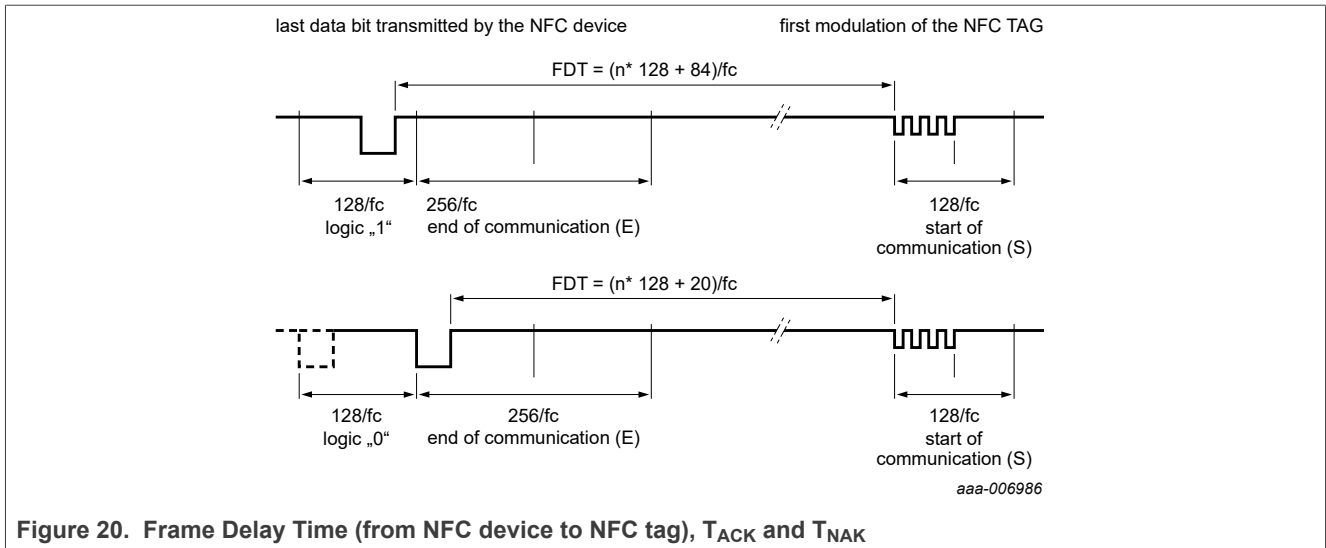 last data bit transmitted by the NFC device
first modulation of the NFC TAG
FDT = (n* 128 + 84)/fc
128/fc
logic „1“
256/fc
end of communication (E)
128/fc
start of
communication (S)
FDT = (n* 128 + 20)/fc
128/fc
logic „0“
256/fc
end of communication (E)
128/fc
start of
communication (S)
aaa-006986
Figure 20. Frame Delay Time (from NFC device to NFC tag), TACK and TNAK